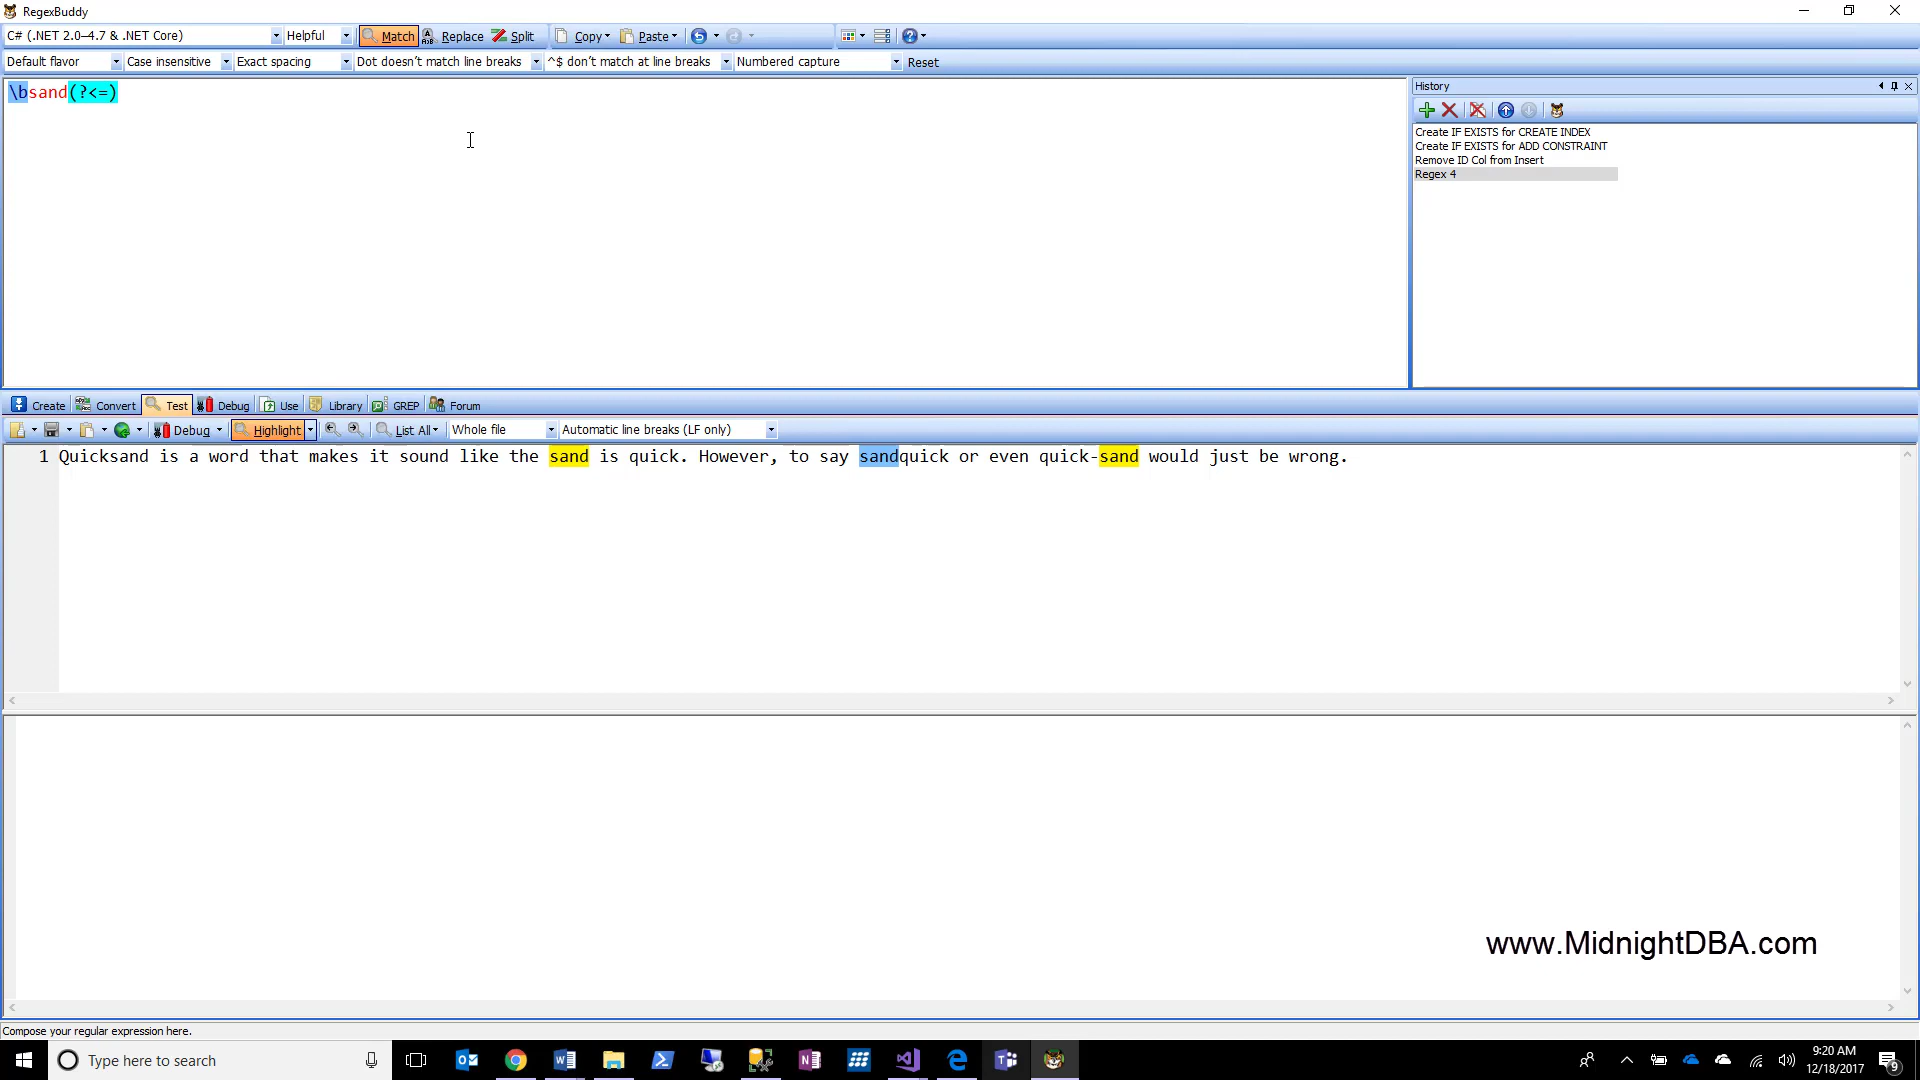 RegexBuddy
C# (.NET 2.0–4.7 & .NET Core) Helpful Match Replace Split Copy Paste
Default flavor Case insensitive Exact spacing Dot doesn't match line breaks ^$ don't match at line breaks Numbered capture Reset
\bsand(?<=)
History
Create IF EXISTS for CREATE INDEX
Create IF EXISTS for ADD CONSTRAINT
Remove ID Col from Insert
Regex 4
Create Convert Test Debug Use Library GREP Forum
Debug Highlight List All Whole file Automatic line breaks (LF only)
1 Quicksand is a word that makes it sound like the sand is quick. However, to say sandquick or even quick-sand would just be wrong.
www.MidnightDBA.com
Compose your regular expression here.
Type here to search
9:20 AM
12/18/2017
9